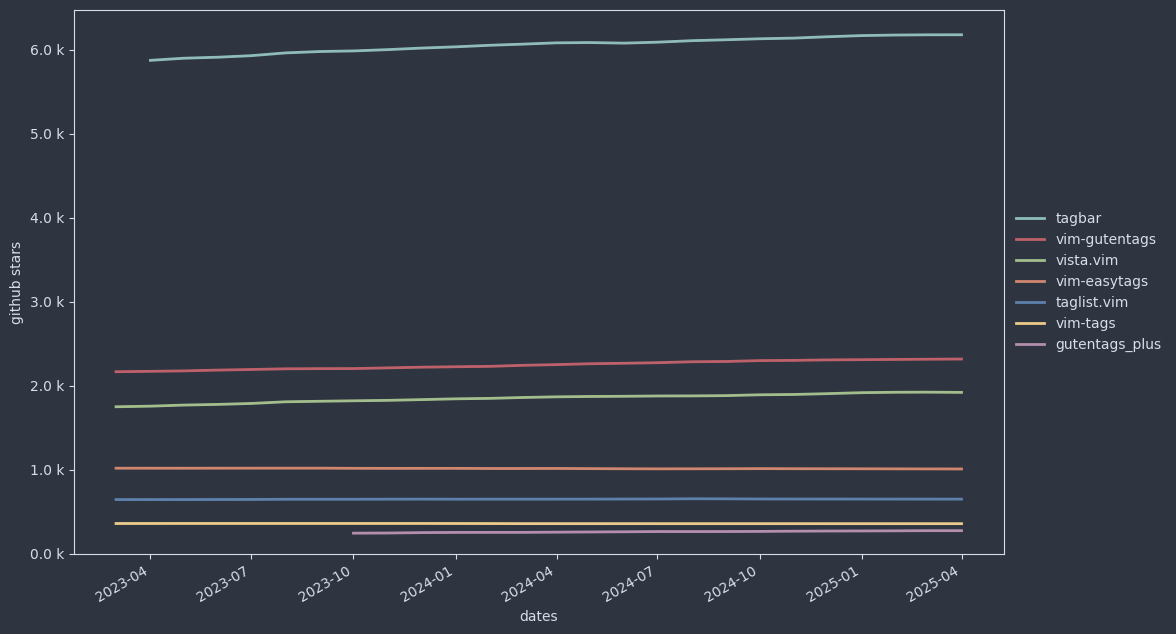 6.0 k
5.0 k
4.0 k
3.0 k
2.0 k
1.0 k
0.0 k
github stars
2023-04
2023-07
2023-10
2024-01
2024-04
2024-07
2024-10
2025-01
2025-04
dates
tagbar
vim-gutentags
vista.vim
vim-easytags
taglist.vim
vim-tags
gutentags_plus